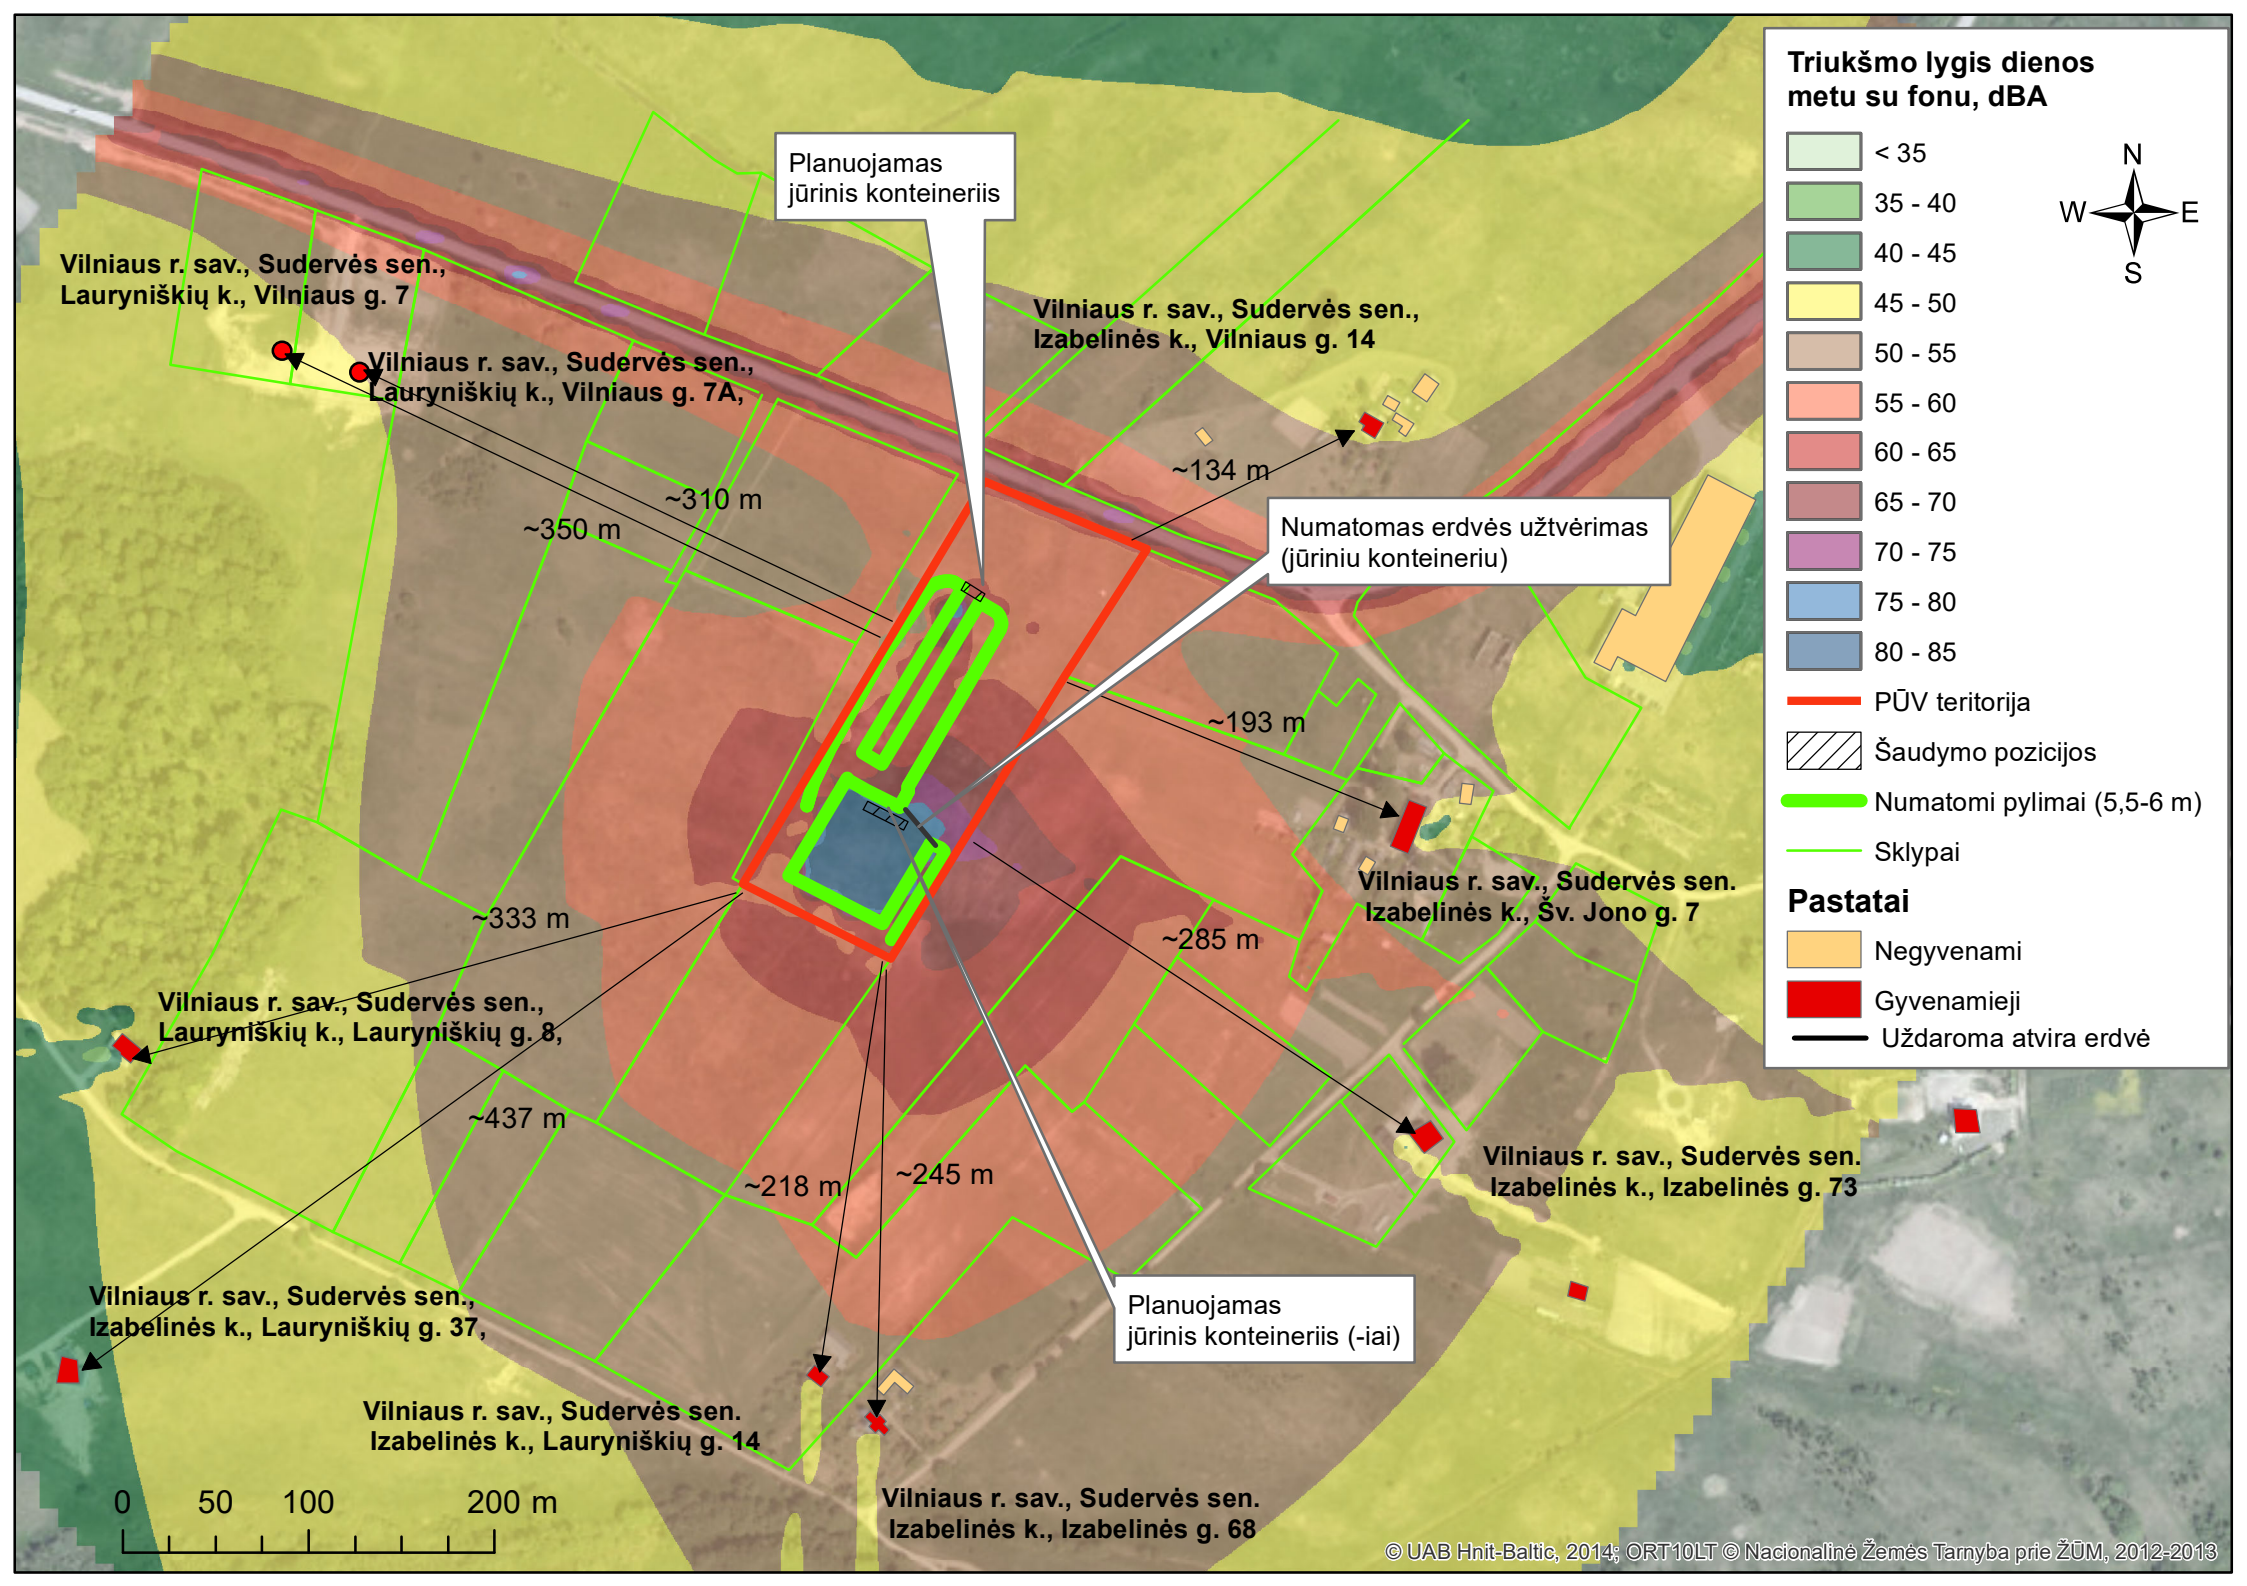 Planuojamas
jūrinis konteineriis
Vilniaus r. sav., Sudervės sen.,
Lauryniškių k., Vilniaus g. 7
Vilniaus r. sav., Sudervės sen.,
Lauryniškių k., Vilniaus g. 7A,
Vilniaus r. sav., Sudervės sen.,
Izabelinės k., Vilniaus g. 14
~134 m
~310 m
~350 m
Numatomas erdvės užtvėrimas
(jūriniu konteineriu)
~193 m
Vilniaus r. sav., Sudervės sen.
Izabelinės k., Šv. Jono g. 7
~333 m
~285 m
Vilniaus r. sav., Sudervės sen.,
Lauryniškių k., Lauryniškių g. 8,
~437 m
~218 m
~245 m
Vilniaus r. sav., Sudervės sen.
Izabelinės k., Izabelinės g. 73
Vilniaus r. sav., Sudervės sen.,
Izabelinės k., Lauryniškių g. 37,
Planuojamas
jūrinis konteineriis (-iai)
Vilniaus r. sav., Sudervės sen.
Izabelinės k., Lauryniškių g. 14
Vilniaus r. sav., Sudervės sen.
Izabelinės k., Izabelinės g. 68
0 50 100 200 m
Triukšmo lygis dienos
metu su fonu, dBA
< 35
35 - 40
40 - 45
45 - 50
50 - 55
55 - 60
60 - 65
65 - 70
70 - 75
75 - 80
80 - 85
PŪV teritorija
Šaudymo pozicijos
Numatomi pylimai (5,5-6 m)
Sklypai
Pastatai
Negyvenami
Gyvenamieji
Uždaroma atvira erdvė
N
W E
S
© UAB Hnit-Baltic, 2014; ORT10LT © Nacionalinė Žemės Tarnyba prie ŽŪM, 2012-2013